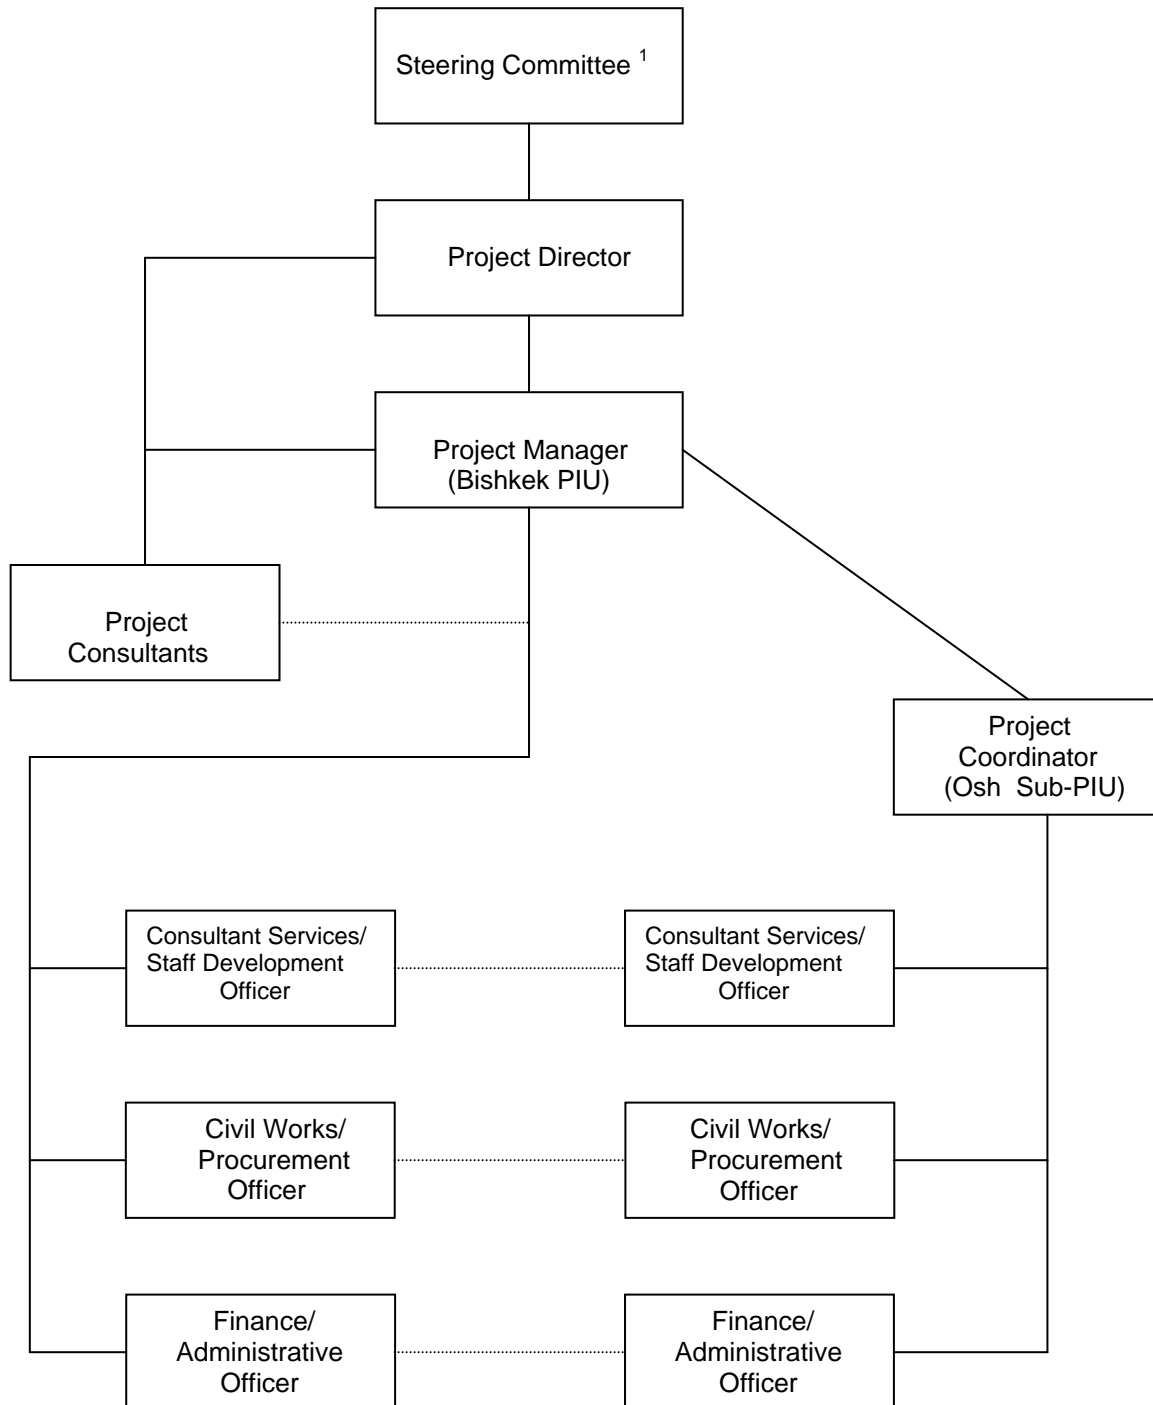 Steering Committee 1
Project Director
Project Manager
(Bishkek PIU)
Project
Consultants
Project
Coordinator
(Osh Sub-PIU)
Consultant Services/
Staff Development
Officer
Consultant Services/
Staff Development
Officer
Civil Works/
Procurement
Officer
Civil Works/
Procurement
Officer
Finance/
Administrative
Officer
Finance/
Administrative
Officer